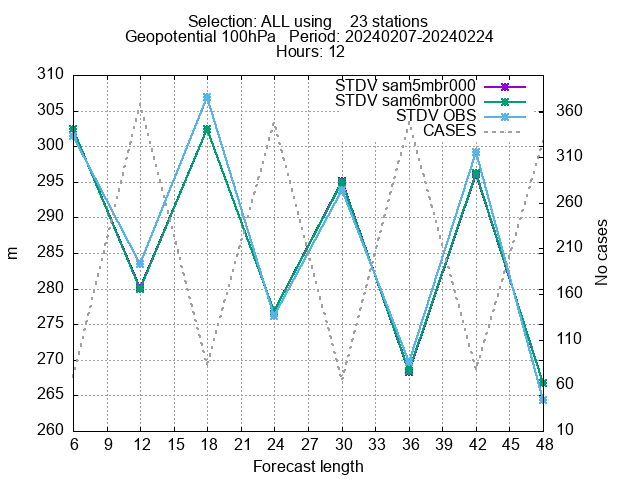 Selection: ALL using    23 stations
Geopotential 100hPa   Period: 20240207-20240224
Hours: 12
STDV sam5mbr000
STDV sam6mbr000
STDV OBS
CASES
310
305
300
295
290
285
280
275
270
265
260
m
360
310
260
210
160
110
60
10
No cases
6 9 12 15 18 21 24 27 30 33 36 39 42 45 48
Forecast length